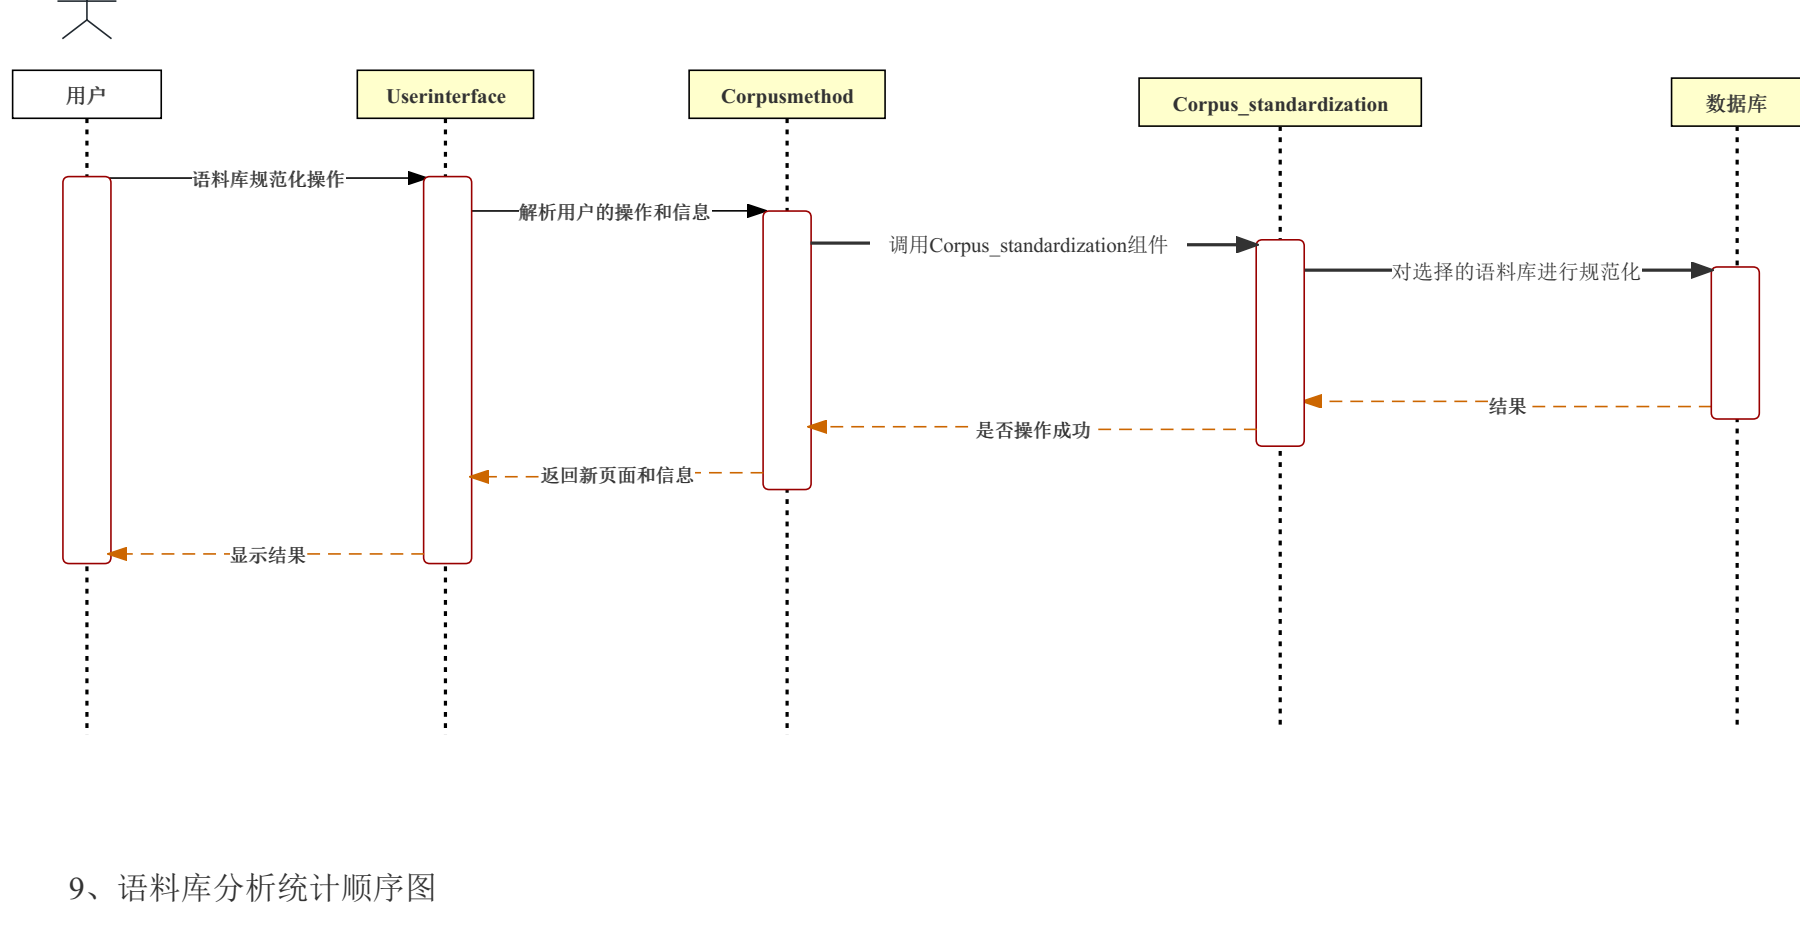 用户
Userinterface
Corpusmethod
Corpus_standardization
数据库
语料库规范化操作
解析用户的操作和信息
调用Corpus_standardization组件
对选择的语料库进行规范化
结果
是否操作成功
返回新页面和信息
显示结果
9、语料库分析统计顺序图